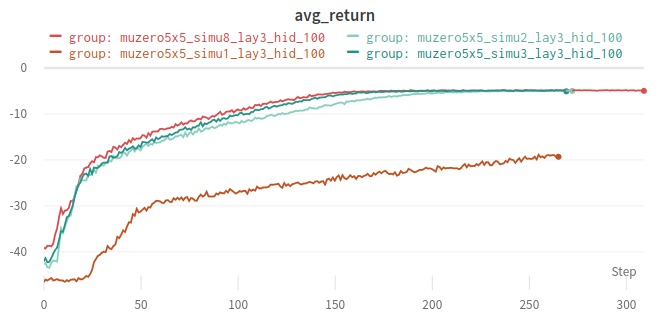 avg_return
group: muzero5x5_simu8_lay3_hid_100 group: muzero5x5_simu2_lay3_hid_100
group: muzero5x5_simu1_lay3_hid_100 group: muzero5x5_simu3_lay3_hid_100
0
-10
-20
-30
-40
Step
0 50 100 150 200 250 300